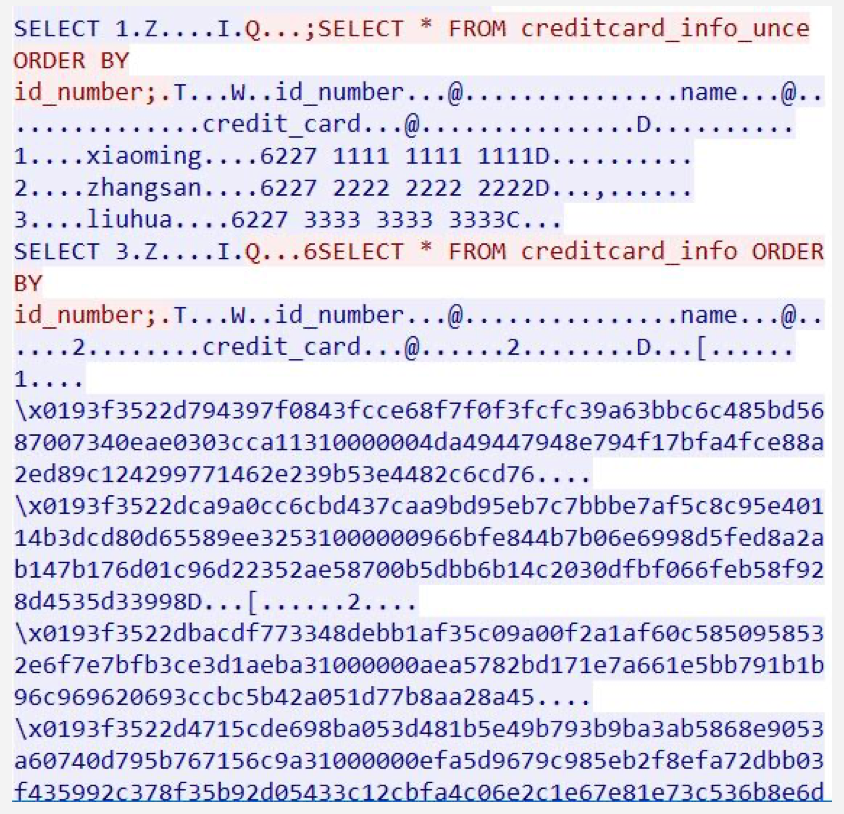 SELECT 1.Z....I.Q...;SELECT * FROM creditcard_info_unce
ORDER BY
id_number;.T...W..id_number...@...............name...@..
.............credit_card...@...............D..........
1....xiaoming....6227 1111 1111 1111D..........
2....zhangsan....6227 2222 2222 2222D...,......
3....liuhua....6227 3333 3333 3333C...
SELECT 3.Z....I.Q...6SELECT * FROM creditcard_info ORDER
BY
id_number;.T...W..id_number...@...............name...@..
....2........credit_card...@......2........D...[......
1....
\x0193f3522d794397f0843fcce68f7f0f3fcfc39a63bbc6c485bd56
87007340eae0303cca11310000004da49447948e794f17bfa4fce88a
2ed89c124299771462e239b53e4482c6cd76....
\x0193f3522dca9a0cc6cbd437caa9bd95eb7c7bbbe7af5c8c95e401
14b3dcd80d65589ee32531000000966bfe844b7b06e6998d5fed8a2a
b147b176d01c96d22352ae58700b5dbb6b14c2030dfbf066feb58f92
8d4535d33998D...[......2....
\x0193f3522dbacdf773348debb1af35c09a00f2a1af60c585095853
2e6f7e7bfb3ce3d1aeba31000000aea5782bd171e7a661e5bb791b1b
96c969620693ccbc5b42a051d77b8aa28a45....
\x0193f3522d4715cde698ba053d481b5e49b793b9ba3ab5868e9053
a60740d795b767156c9a31000000efa5d9679c985eb2f8efa72dbb03
f435992c378f35b92d05433c12cbfa4c06e2c1e67e81e73c536b8e6d